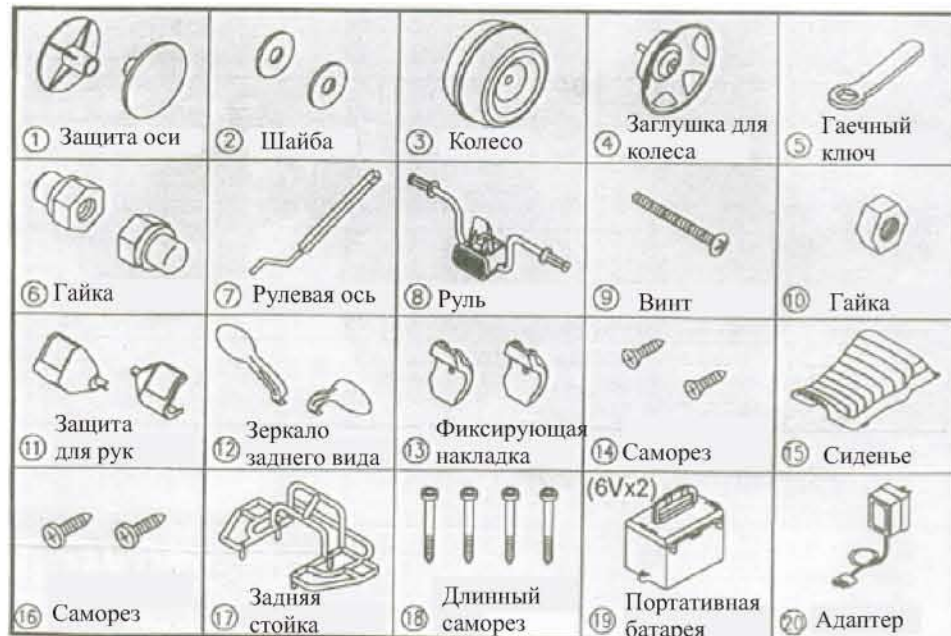 ① Защита оси
② Шайба
③ Колесо
④ Заглушка для
колеса
⑤ Гаечный
ключ
⑥ Гайка
⑦ Рулевая ось
⑧ Руль
⑨ Винт
⑩ Гайка
⑪ Защита
для рук
⑫ Зеркало
заднего вида
⑬ Фиксирующая
накладка
⑭ Саморез
⑮ Сиденье
⑯ Саморез
⑰ Задняя
стойка
⑱ Длинный
саморез
(6Vx2)
⑲ Портативная
батарея
⑳ Адаптер